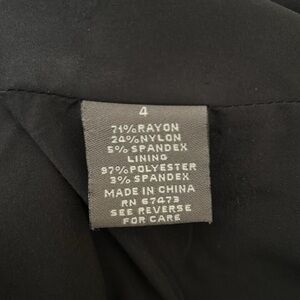 4
71% RAYON
24% NYLON
5% SPANDEX
LINING
97% POLYESTER
3% SPANDEX
MADE IN CHINA
RN 67473
SEE REVERSE
FOR CARE